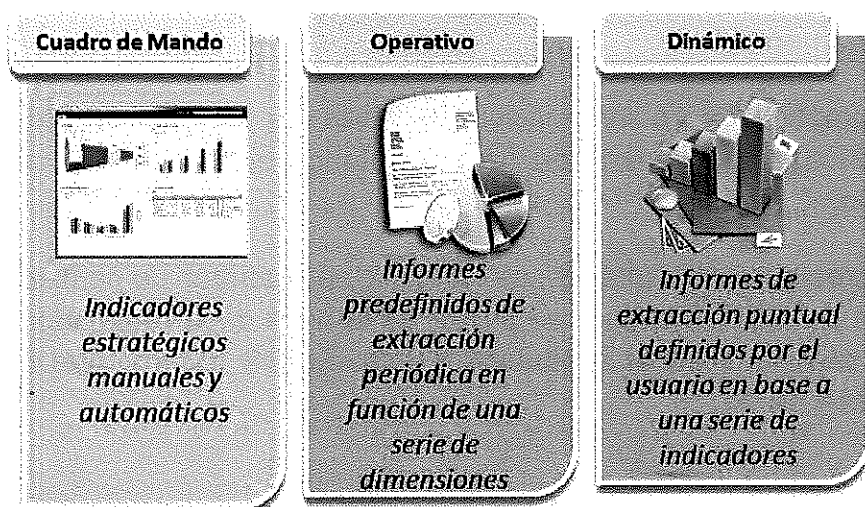 Cuadro de Mando
Indicadores
estratégicos
manuales y
automáticos
Operativo
Informes
predefinidos de
extracción
periódica en
función de una
serie de
dimensiones
Dinámico
Informes de
extracción puntual
definidos por el
usuario en base a
una serie de
indicadores